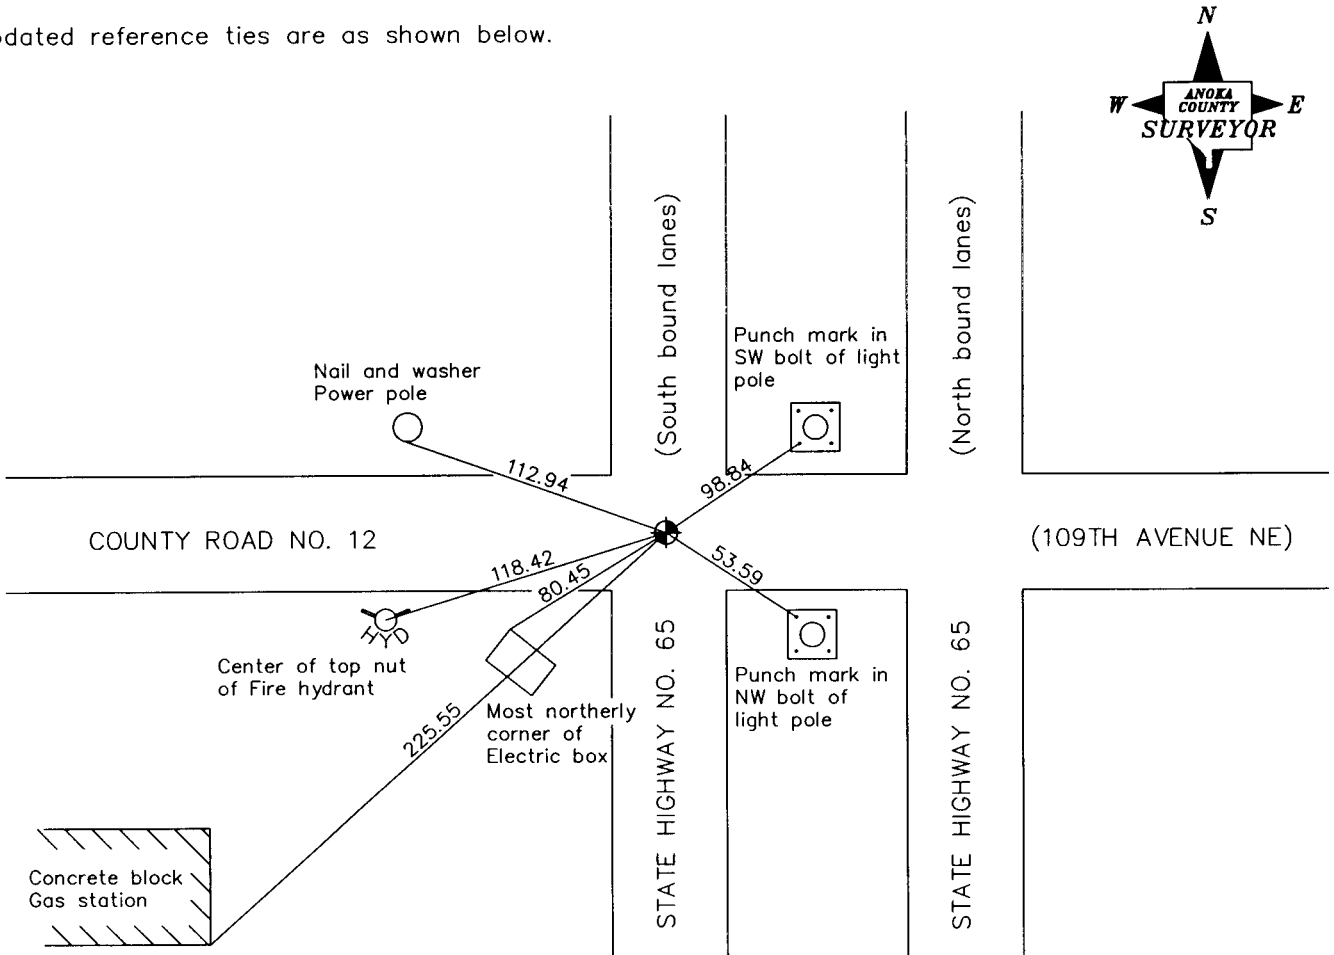 reference ties are as shown below.
N
W
ANOKA
COUNTY
E
SURVEYOR
S
(South bound lanes)
(North bound lanes)
Punch mark in
SW bolt of light
pole
Nail and washer
Power pole
112.94
98.84
COUNTY ROAD NO. 12
(109TH AVENUE NE)
118.42
80.45
53.59
HYD
Center of top nut
of Fire hydrant
225.55
Most northerly
corner of
Electric box
STATE HIGHWAY NO. 65
Punch mark in
NW bolt of
light pole
STATE HIGHWAY NO. 65
Concrete block
Gas station